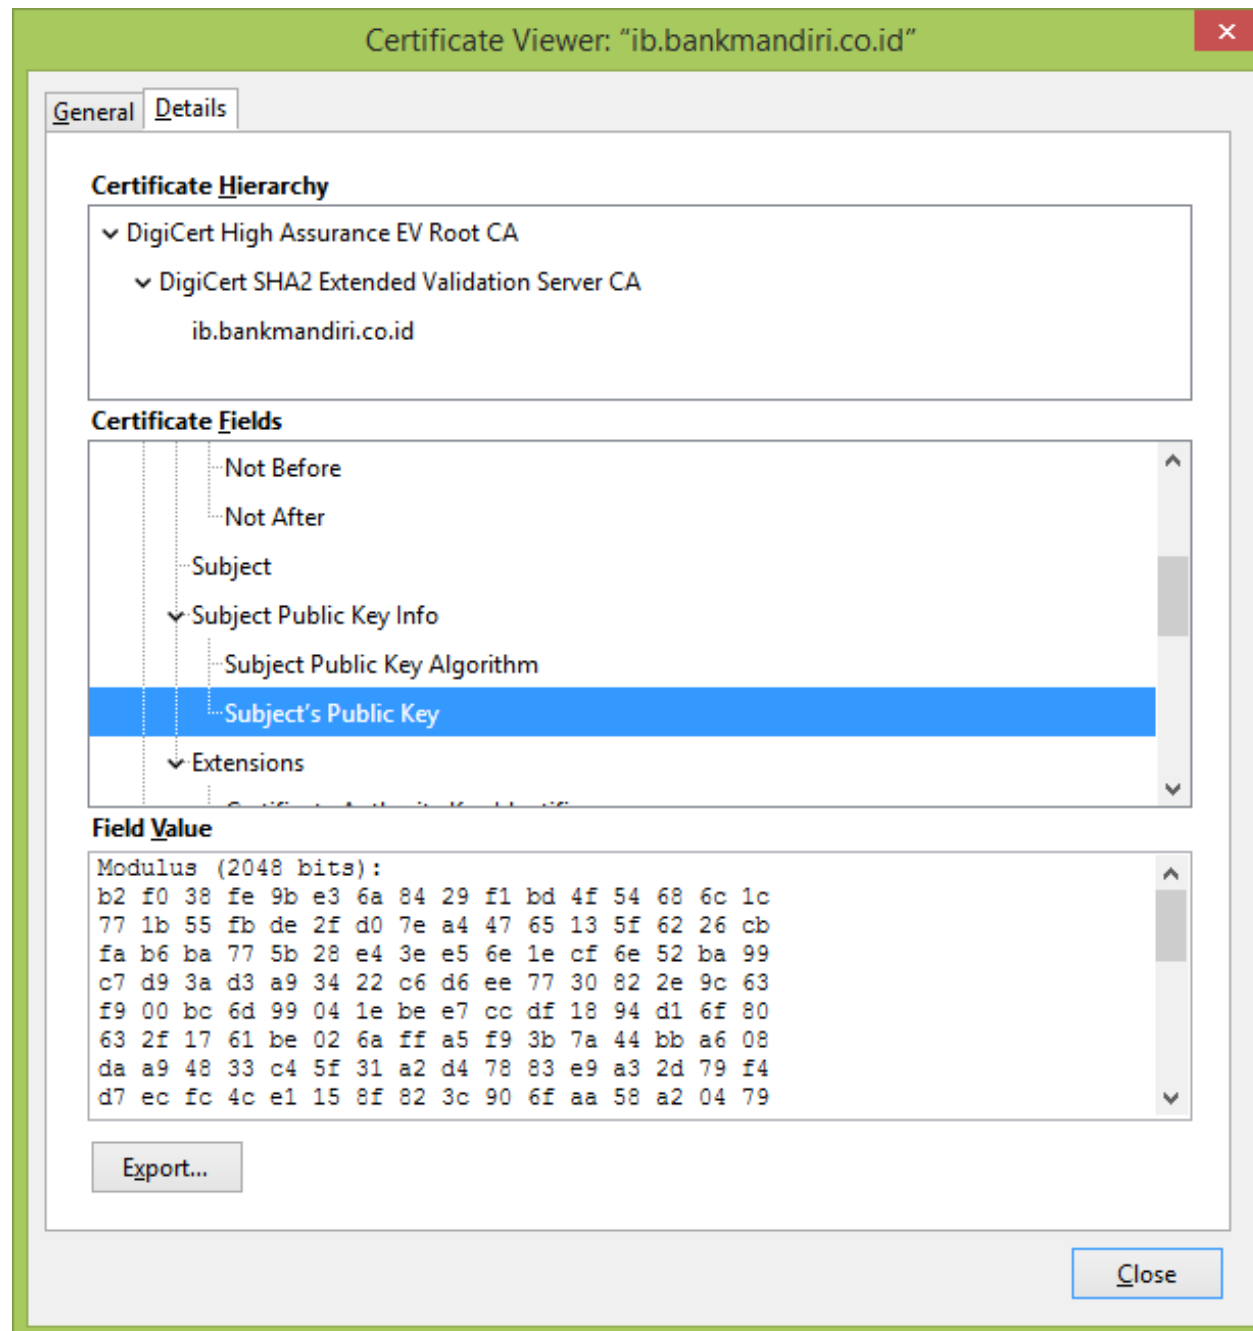 Certificate Viewer: “ib.bankmandiri.co.id”
General Details
Certificate Hierarchy
DigiCert High Assurance EV Root CA
DigiCert SHA2 Extended Validation Server CA
ib.bankmandiri.co.id
Certificate Fields
Not Before
Not After
Subject
Subject Public Key Info
Subject Public Key Algorithm
Subject’s Public Key
Extensions
Field Value
Modulus (2048 bits):
b2 f0 38 fe 9b e3 6a 84 29 f1 bd 4f 54 68 6c 1c
77 1b 55 fb de 2f d0 7e a4 47 65 13 5f 62 26 cb
fa b6 ba 77 5b 28 e4 3e e5 6e 1e cf 6e 52 ba 99
c7 d9 3a d3 a9 34 22 c6 d6 ee 77 30 82 2e 9c 63
f9 00 bc 6d 99 04 1e be e7 cc df 18 94 d1 6f 80
63 2f 17 61 be 02 6a ff a5 f9 3b 7a 44 bb a6 08
da a9 48 33 c4 5f 31 a2 d4 78 83 e9 a3 2d 79 f4
d7 ec fc 4c e1 15 8f 82 3c 90 6f aa 58 a2 04 79
Export...
Close